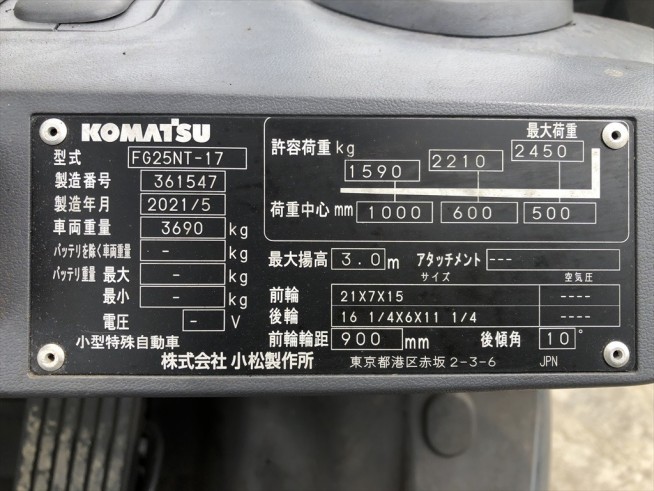 KOMATSU
型式 FG25NT-17
製造番号 361547
製造年月 2021/5
車両重量 3690 kg
バッテリを除く車両重量 - kg
バッテリ重量 最大 - kg
最小 - kg
電圧 - V
小型特殊自動車
最大荷重
許容荷重 kg 1590 2210 2450
荷重中心 mm 1000 600 500
最大揚高 3.0 m アタッチメント ---
サイズ 空気圧
前輪 21X7X15 ----
後輪 16 1/4X6X11 1/4 ----
前輪輪距 900 mm 後傾角 10°
株式会社 小松製作所 東京都港区赤坂 2-3-6 JPN